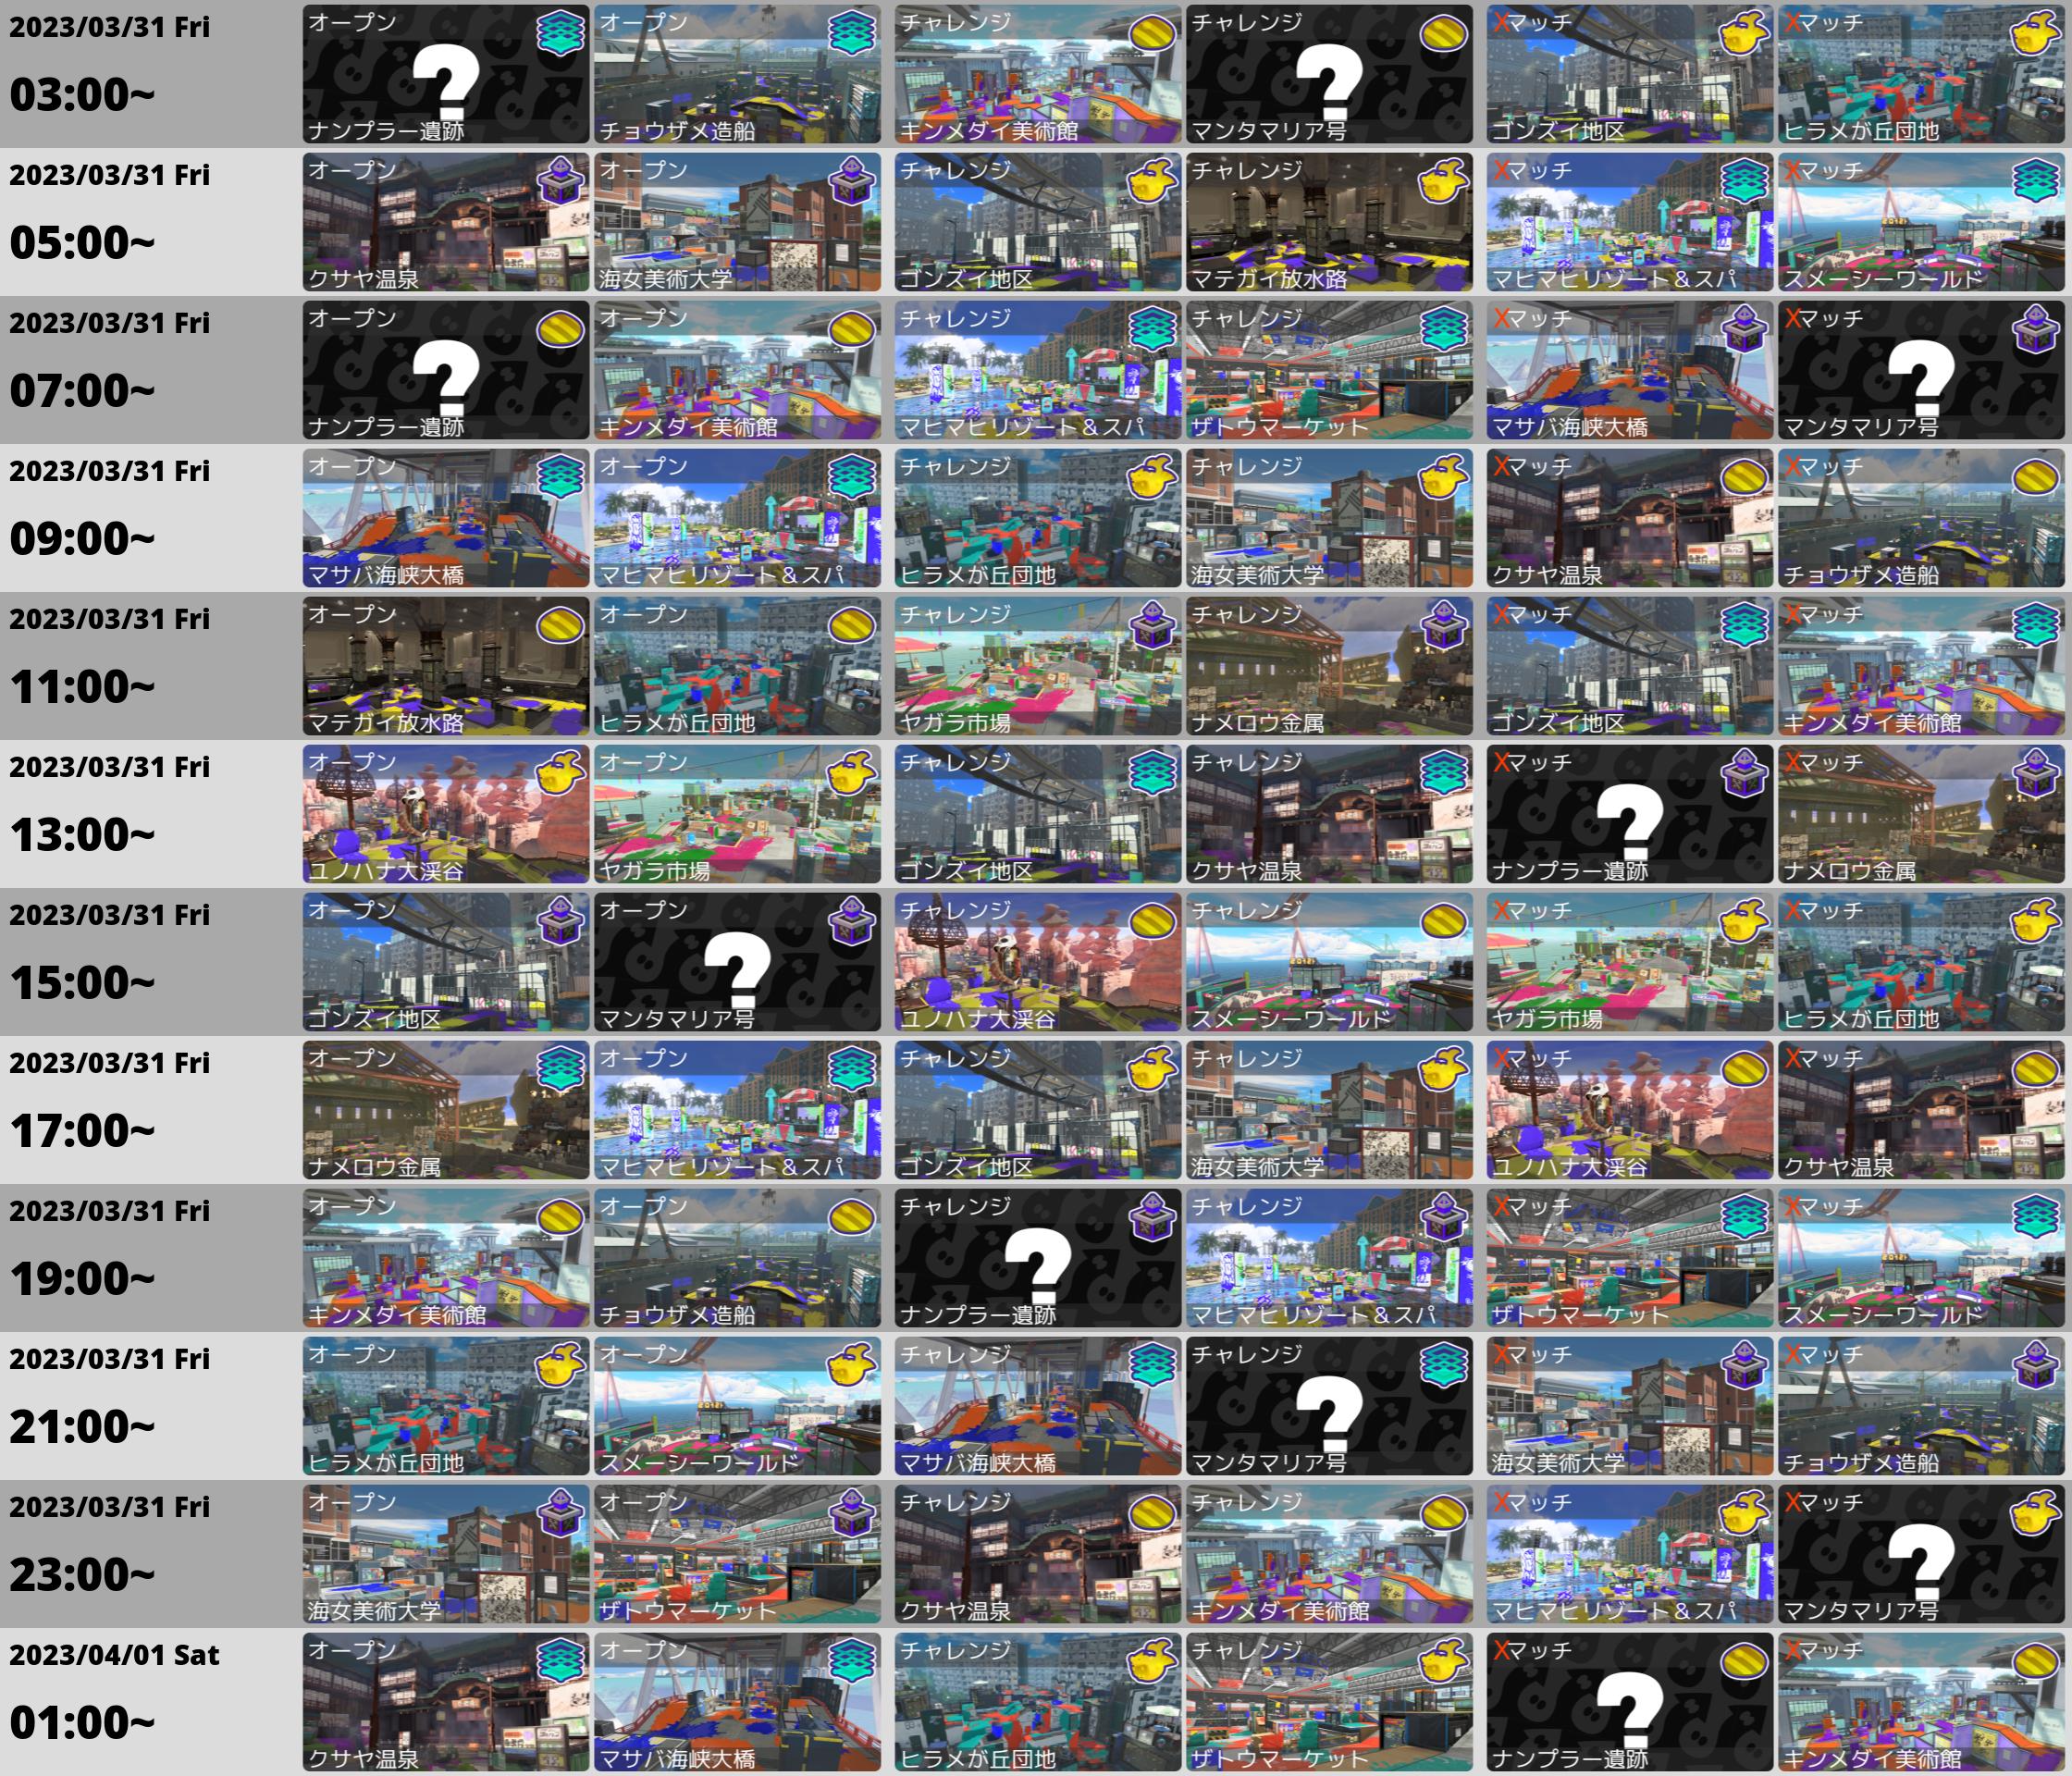 2023/03/31 Fri
03:00~
オープン オープン チャレンジ チャレンジ Xマッチ Xマッチ
ナンプラー遺跡 チョウザメ造船 キンメダイ美術館 マンタマリア号 ゴンズイ地区 ヒラメが丘団地
2023/03/31 Fri
05:00~
オープン オープン チャレンジ チャレンジ Xマッチ Xマッチ
クサヤ温泉 海女美術大学 ゴンズイ地区 マテガイ放水路 マヒマヒリゾート＆スパ スメーシーワールド
2023/03/31 Fri
07:00~
オープン オープン チャレンジ チャレンジ Xマッチ Xマッチ
ナンプラー遺跡 キンメダイ美術館 マヒマヒリゾート＆スパ ザトウマーケット マサバ海峡大橋 マンタマリア号
2023/03/31 Fri
09:00~
オープン オープン チャレンジ チャレンジ Xマッチ Xマッチ
マサバ海峡大橋 マヒマヒリゾート＆スパ ヒラメが丘団地 海女美術大学 クサヤ温泉 チョウザメ造船
2023/03/31 Fri
11:00~
オープン オープン チャレンジ チャレンジ Xマッチ Xマッチ
マテガイ放水路 ヒラメが丘団地 ヤガラ市場 ナメロウ金属 ゴンズイ地区 キンメダイ美術館
2023/03/31 Fri
13:00~
オープン オープン チャレンジ チャレンジ Xマッチ Xマッチ
ユノハナ大渓谷 ヤガラ市場 ゴンズイ地区 クサヤ温泉 ナンプラー遺跡 ナメロウ金属
2023/03/31 Fri
15:00~
オープン オープン チャレンジ チャレンジ Xマッチ Xマッチ
ゴンズイ地区 マンタマリア号 ユノハナ大渓谷 スメーシーワールド ヤガラ市場 ヒラメが丘団地
2023/03/31 Fri
17:00~
オープン オープン チャレンジ チャレンジ Xマッチ Xマッチ
ナメロウ金属 マヒマヒリゾート＆スパ ゴンズイ地区 海女美術大学 ユノハナ大渓谷 クサヤ温泉
2023/03/31 Fri
19:00~
オープン オープン チャレンジ チャレンジ Xマッチ Xマッチ
キンメダイ美術館 チョウザメ造船 ナンプラー遺跡 マヒマヒリゾート＆スパ ザトウマーケット スメーシーワールド
2023/03/31 Fri
21:00~
オープン オープン チャレンジ チャレンジ Xマッチ Xマッチ
ヒラメが丘団地 スメーシーワールド マサバ海峡大橋 マンタマリア号 海女美術大学 チョウザメ造船
2023/03/31 Fri
23:00~
オープン オープン チャレンジ チャレンジ Xマッチ Xマッチ
海女美術大学 ザトウマーケット クサヤ温泉 キンメダイ美術館 マヒマヒリゾート＆スパ マンタマリア号
2023/04/01 Sat
01:00~
オープン オープン チャレンジ チャレンジ Xマッチ Xマッチ
クサヤ温泉 マサバ海峡大橋 ヒラメが丘団地 ザトウマーケット ナンプラー遺跡 キンメダイ美術館